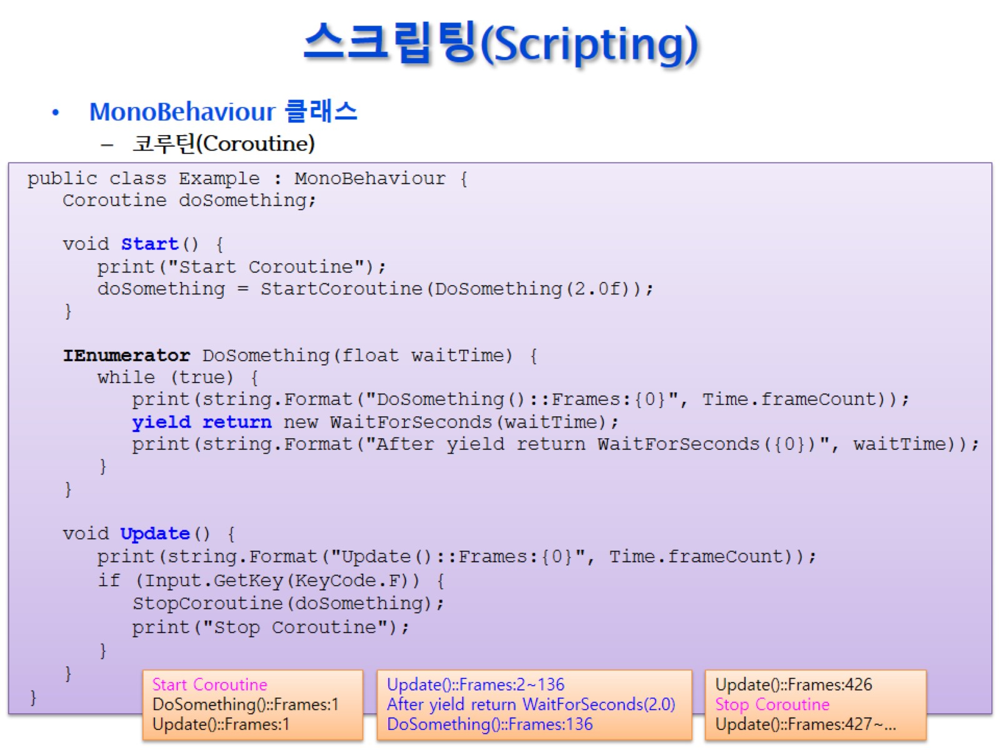 스크립팅(Scripting)
• MonoBehaviour 클래스
– 코루틴(Coroutine)
public class Example : MonoBehaviour {
   Coroutine doSomething;

   void Start() {
      print("Start Coroutine");
      doSomething = StartCoroutine(DoSomething(2.0f));
   }

   IEnumerator DoSomething(float waitTime) {
      while (true) {
         print(string.Format("DoSomething()::Frames:{0}", Time.frameCount));
         yield return new WaitForSeconds(waitTime);
         print(string.Format("After yield return WaitForSeconds({0})", waitTime));
      }
   }

   void Update() {
      print(string.Format("Update()::Frames:{0}", Time.frameCount));
      if (Input.GetKey(KeyCode.F)) {
         StopCoroutine(doSomething);
         print("Stop Coroutine");
      }
   }
}
Start Coroutine
DoSomething()::Frames:1
Update()::Frames:1
Update()::Frames:2~136
After yield return WaitForSeconds(2.0)
DoSomething()::Frames:136
Update()::Frames:426
Stop Coroutine
Update()::Frames:427~...